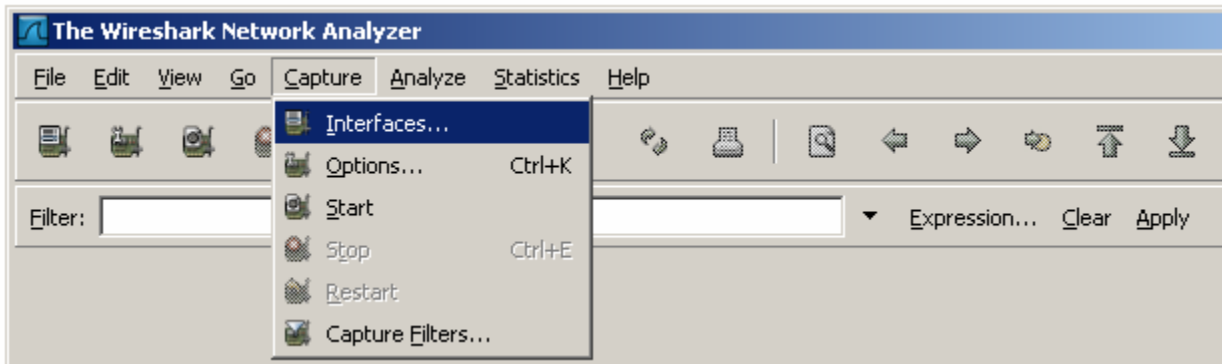 The Wireshark Network Analyzer
File Edit View Go Capture Analyze Statistics Help
Interfaces...
Options... Ctrl+K
Start
Stop Ctrl+E
Restart
Capture Filters...
Filter: Expression... Clear Apply